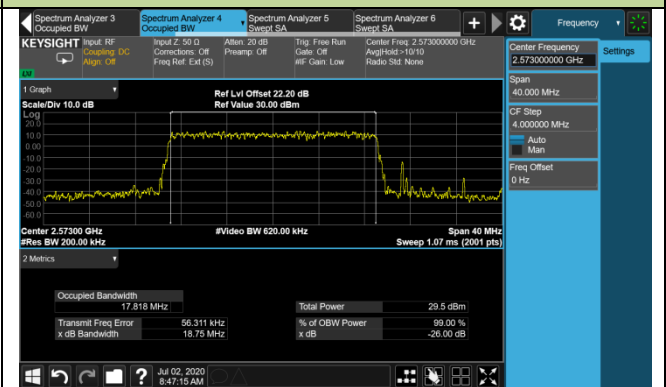 Spectrum Analyzer 3
Occupied BW
Spectrum Analyzer 4
Occupied BW
Spectrum Analyzer 5
Swept SA
Spectrum Analyzer 6
Swept SA
Frequency
KEYSIGHT
Input: RF
Coupling: DC
Align: Off
Input Z: 50 Ω
Corrections: Off
Freq Ref: Ext (S)
Atten: 20 dB
Preamp: Off
Trig: Free Run
Gate: Off
#IF Gain: Low
Center Freq: 2.573000000 GHz
Avg|Hold:>10/10
Radio Std: None
LXI
1 Graph
Scale/Div 10.0 dB
Ref Lvl Offset 22.20 dB
Ref Value 30.00 dBm
Log
20.0
10.0
0.00
-10.0
-20.0
-30.0
-40.0
-50.0
-60.0
Center 2.57300 GHz
#Res BW 200.00 kHz
#Video BW 620.00 kHz
Span 40 MHz
Sweep 1.07 ms (2001 pts)
2 Metrics
Occupied Bandwidth
17.818 MHz
Total Power 29.5 dBm
Transmit Freq Error 56.311 kHz
% of OBW Power 99.00 %
x dB Bandwidth 18.75 MHz
x dB -26.00 dB
Center Frequency
2.573000000 GHz
Settings
Span
40.000 MHz
CF Step
4.000000 MHz
Auto
Man
Freq Offset
0 Hz
?
Jul 02, 2020
8:47:15 AM